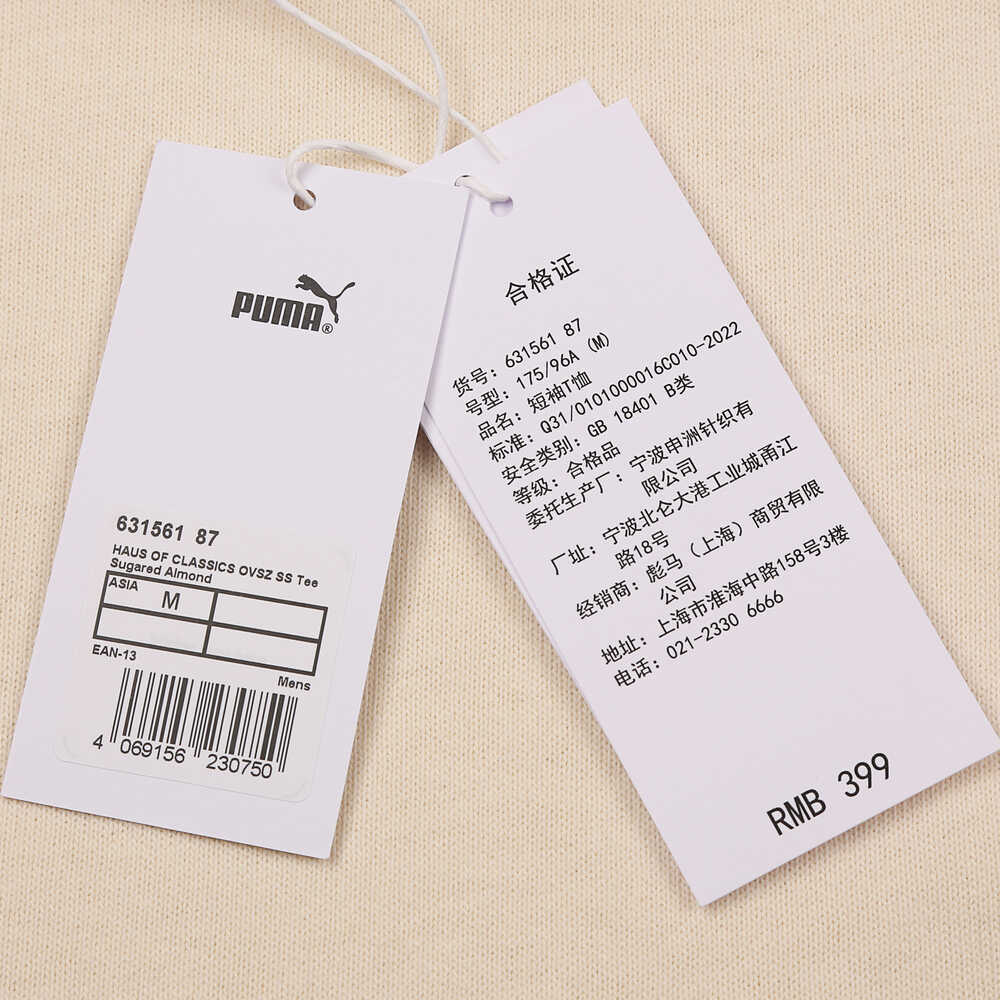 PUMA®
631561 87
HAUS OF CLASSICS OVSZ SS Tee
Sugared Almond
ASIA
M
EAN-13
Mens
4 069156 230750
合格证
货号：631561 87
号型：175/96A (M)
品名：短袖T恤
标准：Q31/0101000016C010-2022
安全类别：GB 18401 B类
等级：合格品
委托生产厂：宁波申洲针织有
限公司
厂址：宁波北仑大港工业城甬江
路18号
经销商：彪马（上海）商贸有限
公司
地址：上海市淮海中路158号3楼
电话：021-2330 6666
RMB 399